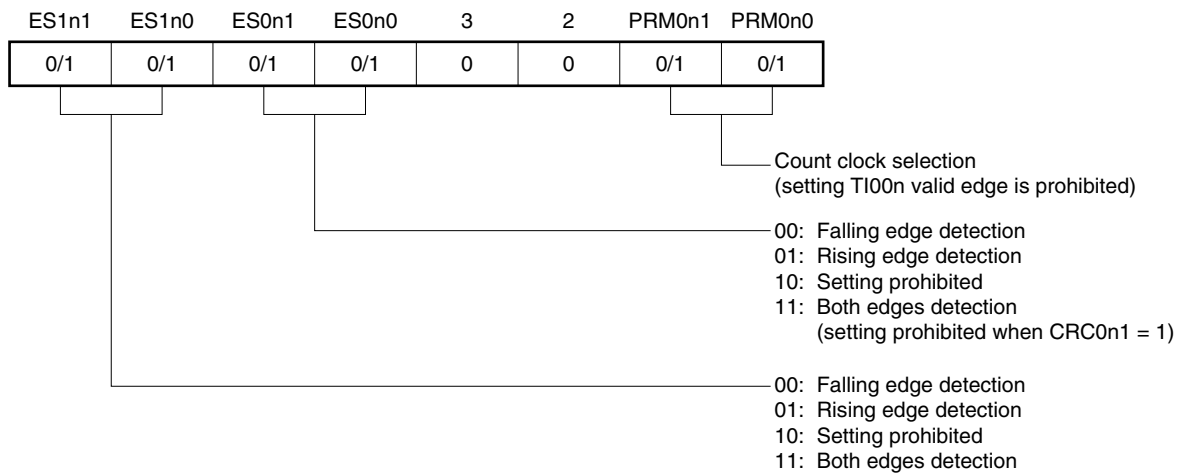 ES1n1 ES1n0 ES0n1 ES0n0 3 2 PRM0n1 PRM0n0
0/1 0/1 0/1 0/1 0 0 0/1 0/1
Count clock selection
(setting TI00n valid edge is prohibited)
00: Falling edge detection
01: Rising edge detection
10: Setting prohibited
11: Both edges detection
(setting prohibited when CRC0n1 = 1)
00: Falling edge detection
01: Rising edge detection
10: Setting prohibited
11: Both edges detection